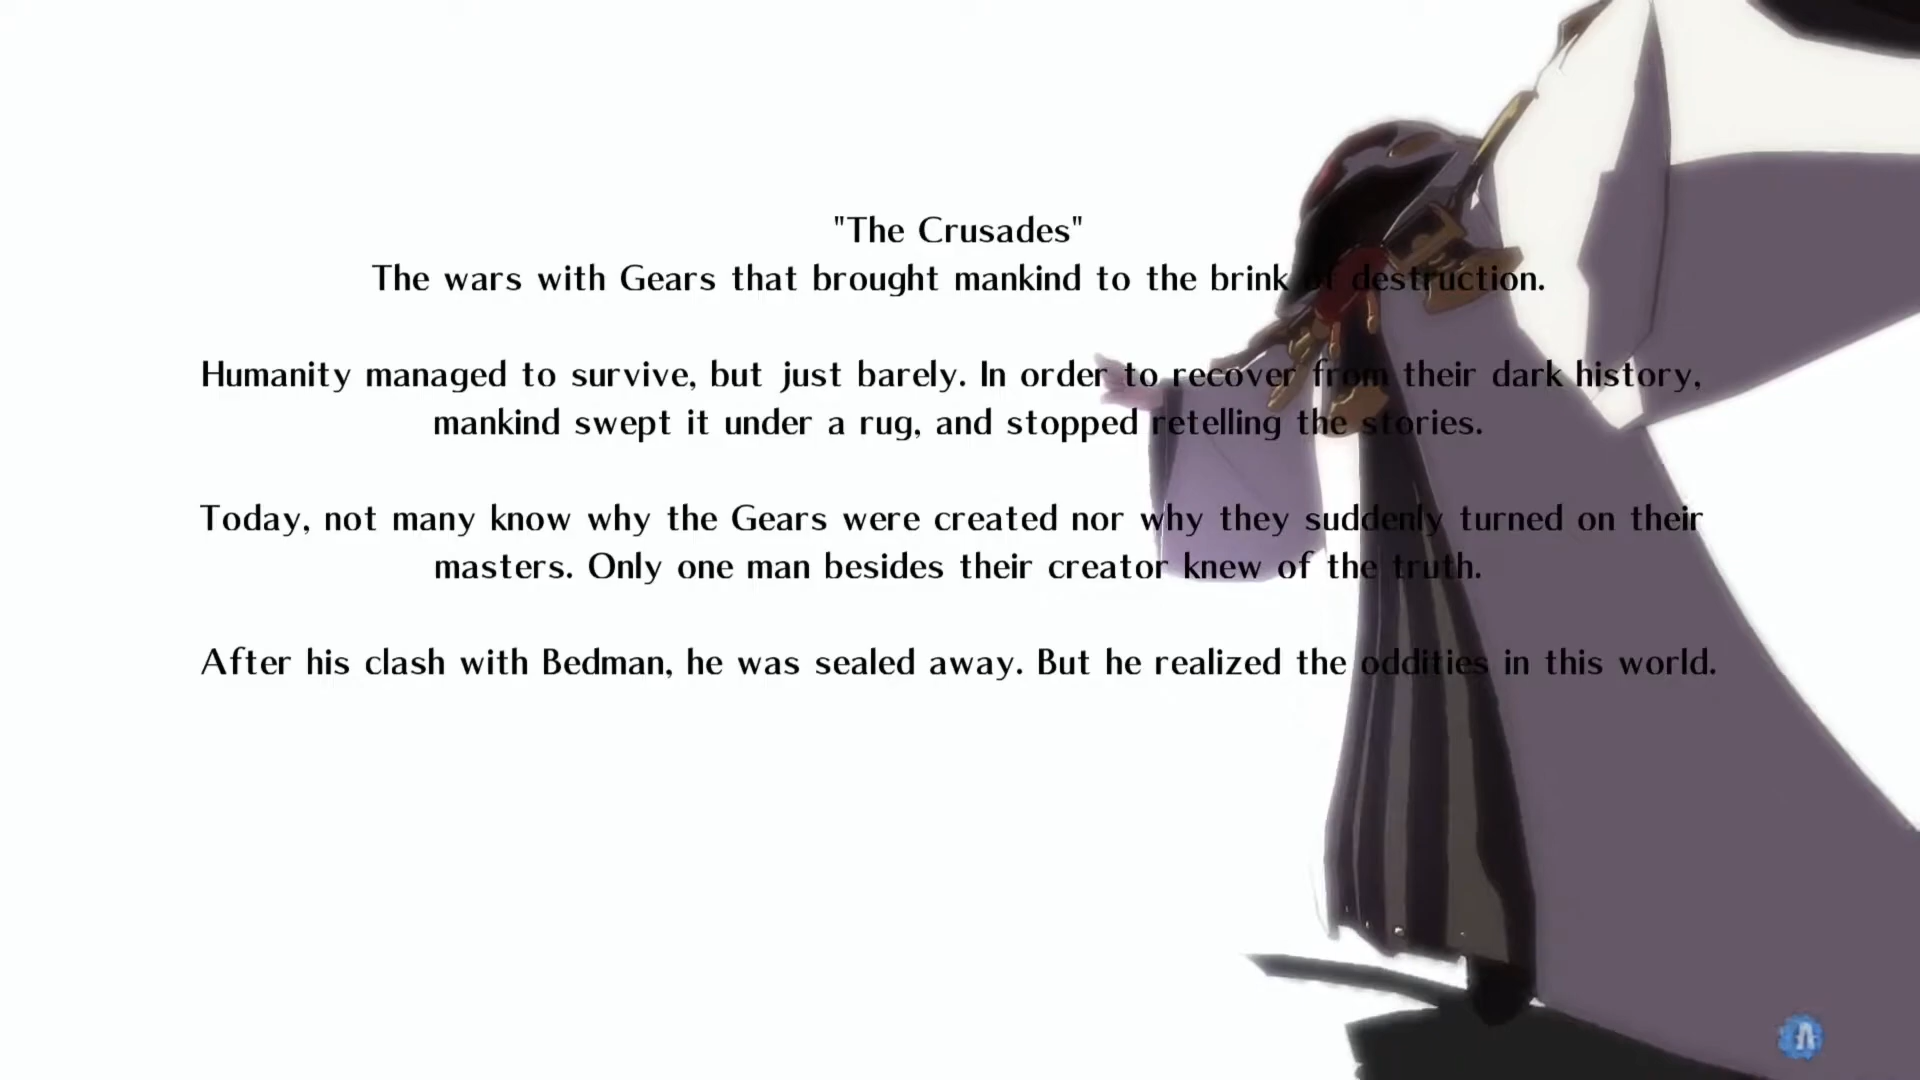 "The Crusades"
The wars with Gears that brought mankind to the brink of destruction.
Humanity managed to survive, but just barely. In order to recover from their dark history,
mankind swept it under a rug, and stopped retelling the stories.
Today, not many know why the Gears were created nor why they suddenly turned on their
masters. Only one man besides their creator knew of the truth.
After his clash with Bedman, he was sealed away. But he realized the oddities in this world.